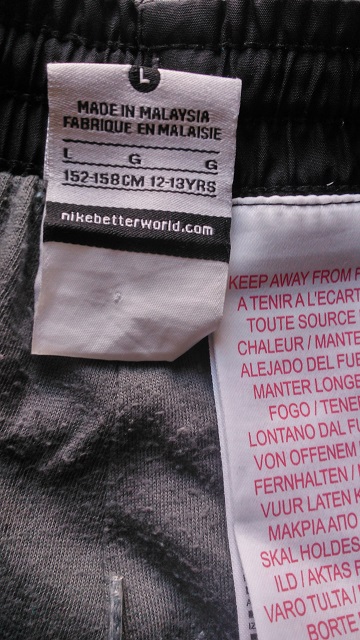 L
MADE IN MALAYSIA
FABRIQUE EN MALAISIE
L G G
152-158CM 12-13YRS
nikebetterworld.com
KEEP AWAY FROM
A TENIR A L'ECART
TOUTE SOURCE
CHALEUR / MANTE
ALEJADO DEL FU
MANTER LONGE
FOGO / TENE
LONTANO DAL FU
VON OFFENEM
FERNHALTEN /
VUUR LATEN
ΜΑΚΡΙΑ ΑΠΟ
SKAL HOLDES
ILD / AKTAS
VARO TULTA /
BORTE